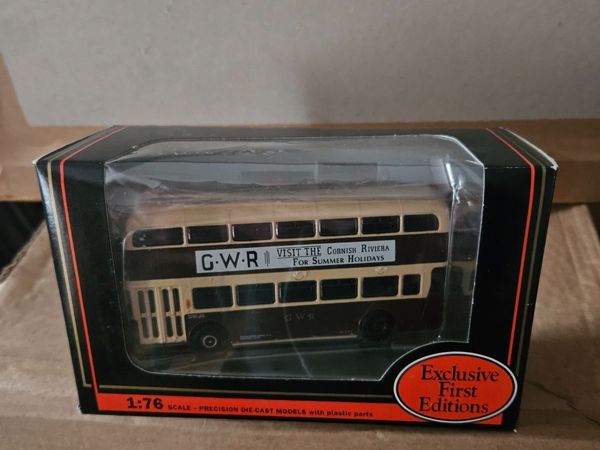 G·W·R
VISIT THE CORNISH RIVIERA
FOR SUMMER HOLIDAYS
G W R
Exclusive
First
Editions
1:76 SCALE – PRECISION DIE-CAST MODELS with plastic parts